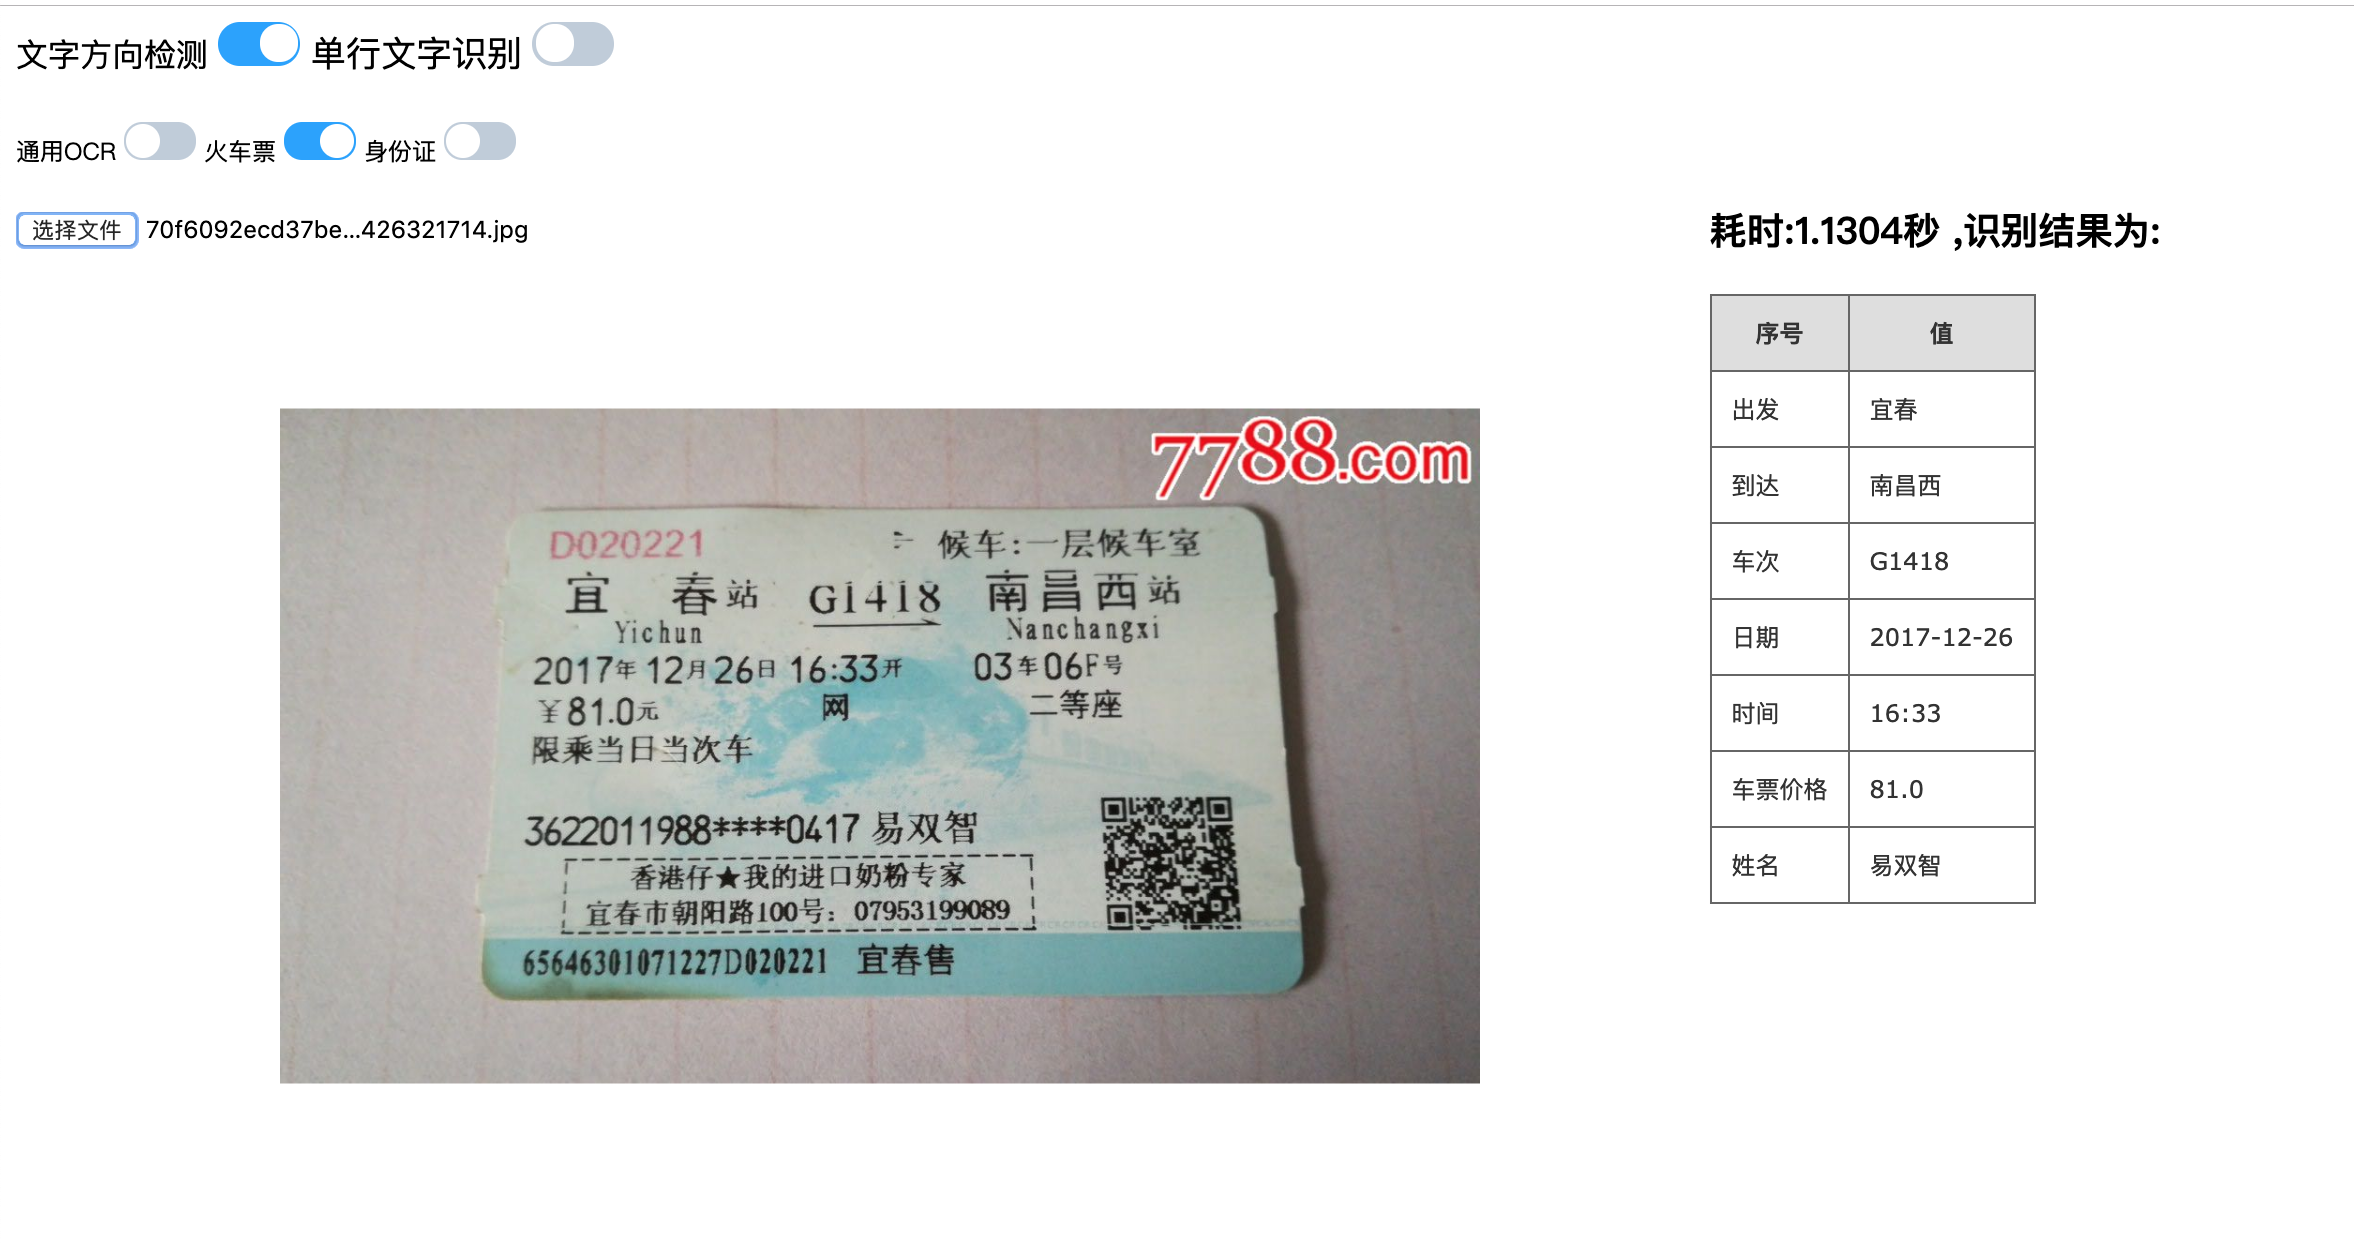 文字方向检测 单行文字识别
通用OCR 火车票 身份证
选择文件 70f6092ecd37be...426321714.jpg
7788.com
D020221 候车:一层候车室
宜 春站 G1418 南昌西站
Yichun Nanchangxi
2017年12月26日 16:33开 03车06F号
￥81.0元 网 二等座
限乘当日当次车
3622011988****0417 易双智
香港仔★我的进口奶粉专家
宜春市朝阳路100号：07953199089
65646301071227D020221 宜春售
耗时:1.1304秒 ,识别结果为:
序号 值
出发 宜春
到达 南昌西
车次 G1418
日期 2017-12-26
时间 16:33
车票价格 81.0
姓名 易双智